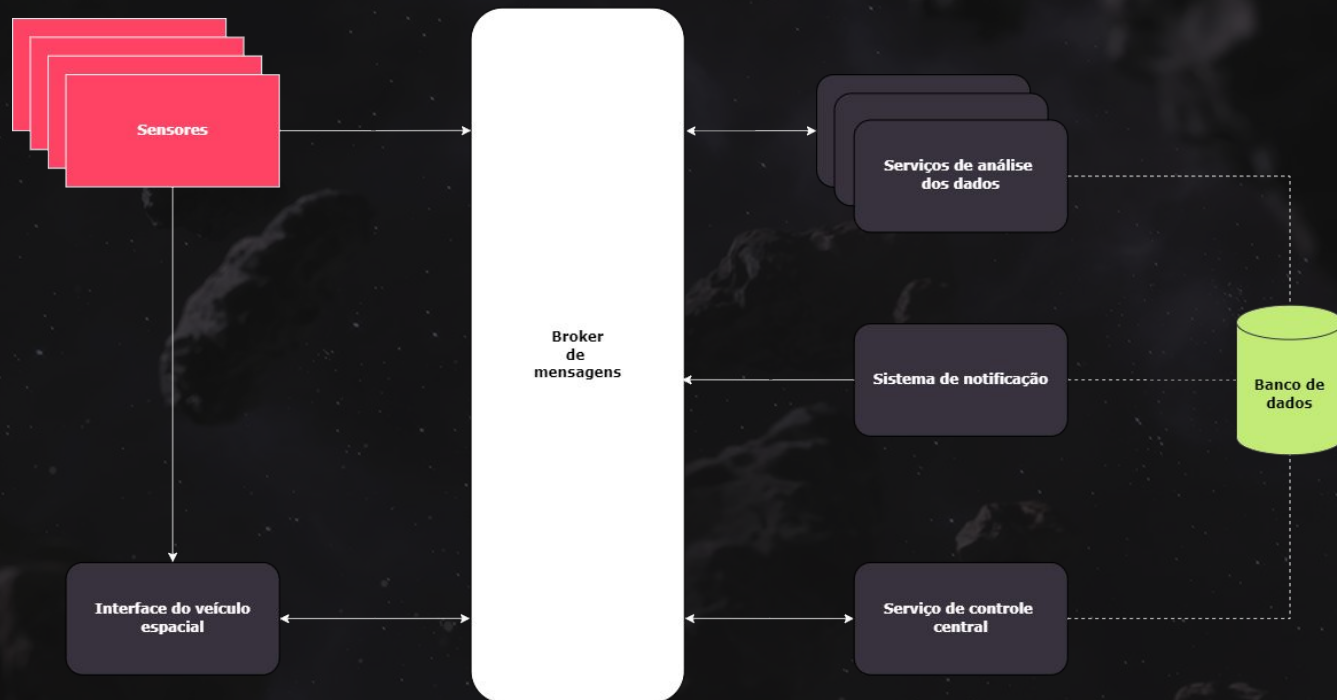 Sensores
Broker
de
mensagens
Serviços de análise
dos dados
Sistema de notificação
Banco de
dados
Interface do veículo
espacial
Serviço de controle
central